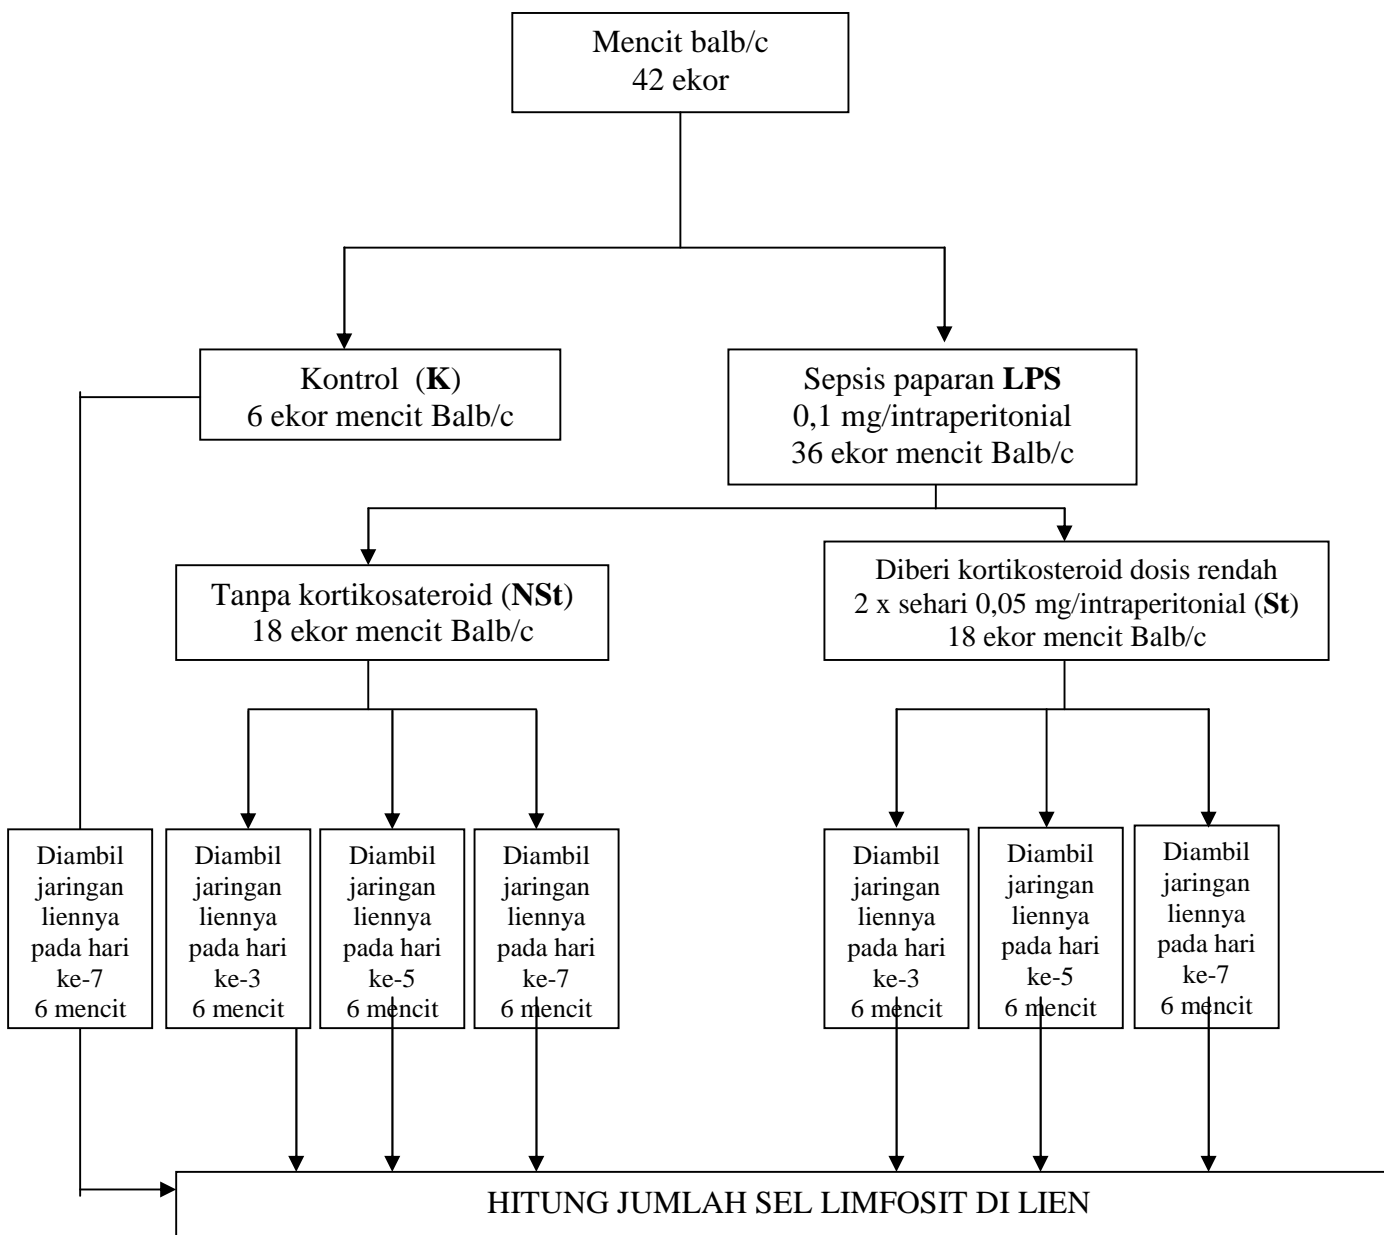 Mencit balb/c
42 ekor
Kontrol (K)
6 ekor mencit Balb/c
Sepsis paparan LPS
0,1 mg/intraperitonial
36 ekor mencit Balb/c
Tanpa kortikosateroid (NSt)
18 ekor mencit Balb/c
Diberi kortikosteroid dosis rendah
2 x sehari 0,05 mg/intraperitonial (St)
18 ekor mencit Balb/c
Diambil
jaringan
liennya
pada hari
ke-7
6 mencit
Diambil
jaringan
liennya
pada hari
ke-3
6 mencit
Diambil
jaringan
liennya
pada hari
ke-5
6 mencit
Diambil
jaringan
liennya
pada hari
ke-7
6 mencit
Diambil
jaringan
liennya
pada hari
ke-3
6 mencit
Diambil
jaringan
liennya
pada hari
ke-5
6 mencit
Diambil
jaringan
liennya
pada hari
ke-7
6 mencit
HITUNG JUMLAH SEL LIMFOSIT DI LIEN